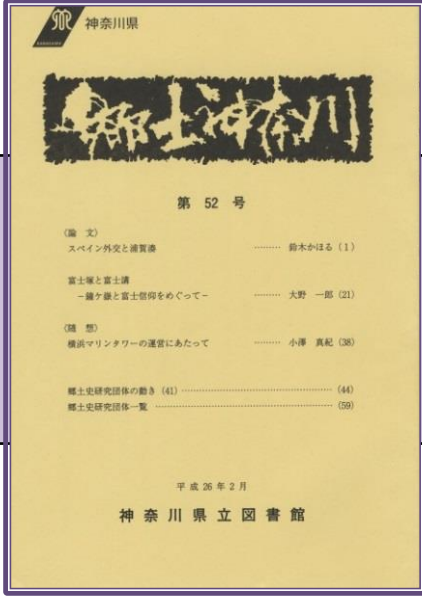 神奈川県
郷土神奈川
第 52 号
〈論 文〉
スペイン外交と浦賀湊 ……… 鈴木かほる (1)
富士塚と富士講
－鐘ケ嶽と富士信仰をめぐって－ ……… 大野 一郎 (21)
〈随 想〉
横浜マリンタワーの運営にあたって ……… 小澤 真紀 (38)
郷土史研究団体の動き (41) ……………………………………… (44)
郷土史研究団体一覧 ……………………………………………… (59)
平成26年2月
神奈川県立図書館